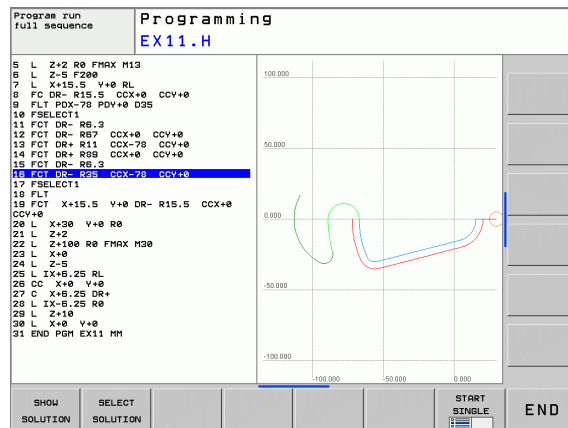 Program run
full sequence
Programming
EX11.H
5 L Z+2 R0 FMAX M13
6 L Z-5 F200
7 L X+15.5 Y+0 RL
8 FC DR- R15.5 CCX+0 CCY+0
9 FLT PDX-78 PDY+0 D35
10 FSELECT1
11 FCT DR- R6.3
12 FCT DR- R67 CCX+0 CCY+0
13 FCT DR+ R11 CCX-78 CCY+0
14 FCT DR+ R89 CCX+0 CCY+0
15 FCT DR- R6.3
16 FCT DR- R35 CCX-78 CCY+0
17 FSELECT1
18 FLT
19 FCT X+15.5 Y+0 DR- R15.5 CCX+0
CCY+0
20 L X+30 Y+0 R0
21 L Z+2
22 L Z+100 R0 FMAX M30
23 L X+0
24 L Z-5
25 L IX+6.25 RL
26 CC X+0 Y+0
27 C X+6.25 DR+
28 L IX-6.25 R0
29 L Z+10
30 L X+0 Y+0
31 END PGM EX11 MM
100.000
50.000
0.000
-50.000
-100.000
-100.000
-50.000
0.000
SHOW
SOLUTION
SELECT
SOLUTION
START
SINGLE
END